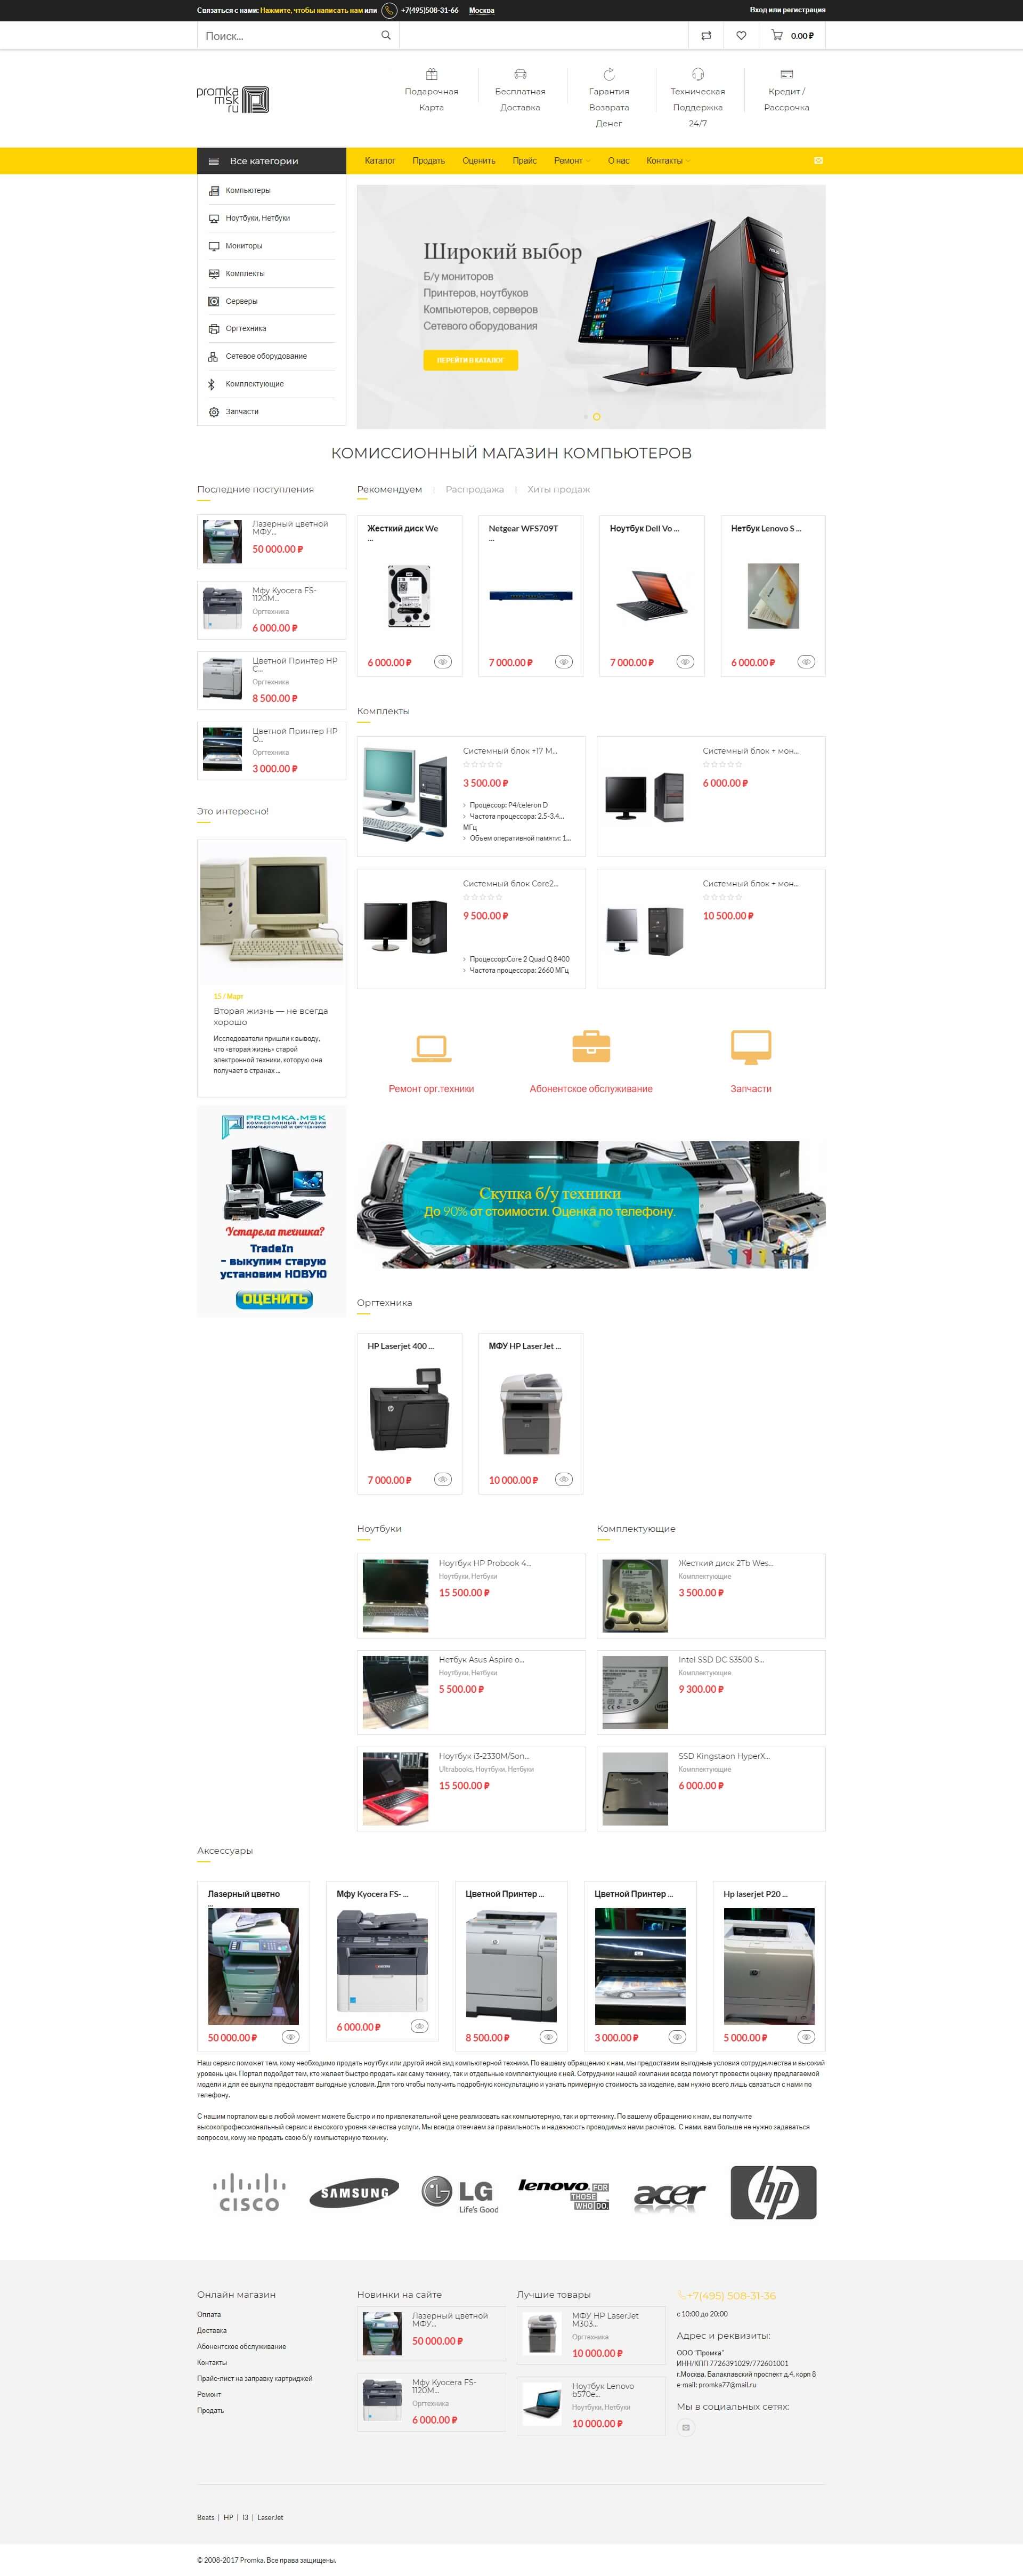 Связаться с нами: Нажмите, чтобы написать нам или +7(495)508-31-66 Москва
Вход или регистрация
Поиск...
0.00 ₽
promka
msk
ru
Подарочная
Карта
Бесплатная
Доставка
Гарантия
Возврата
Денег
Техническая
Поддержка
24/7
Кредит /
Рассрочка
Все категории
Каталог Продать Оценить Прайс Ремонт О нас Контакты
Компьютеры
Ноутбуки, Нетбуки
Мониторы
Комплекты
Серверы
Оргтехника
Сетевое оборудование
Комплектующие
Запчасти
Широкий выбор
Б/у мониторов
Принтеров, ноутбуков
Компьютеров, серверов
Сетевого оборудования
ПЕРЕЙТИ В КАТАЛОГ
КОМИССИОННЫЙ МАГАЗИН КОМПЬЮТЕРОВ
Последние поступления
Лазерный цветной
МФУ...
50 000.00 ₽
Мфу Kyocera FS-
1120M...
Оргтехника
6 000.00 ₽
Цветной Принтер HP
C...
Оргтехника
8 500.00 ₽
Цветной Принтер HP
O...
Оргтехника
3 000.00 ₽
Рекомендуем | Распродажа | Хиты продаж
Жесткий диск We
...
6 000.00 ₽
Netgear WFS709T
...
7 000.00 ₽
Ноутбук Dell Vo ...
7 000.00 ₽
Нетбук Lenovo S ...
6 000.00 ₽
Комплекты
Системный блок +17 М...
3 500.00 ₽
Процессор: P4/celeron D
Частота процессора: 2.5-3.4...
МГц
Объем оперативной памяти: 1...
Системный блок + мон...
6 000.00 ₽
Системный блок Core2...
9 500.00 ₽
Процессор:Core 2 Quad Q 8400
Частота процессора: 2660 МГц
Системный блок + мон...
10 500.00 ₽
Это интересно!
15 / Март
Вторая жизнь — не всегда
хорошо
Исследователи пришли к выводу,
что «вторая жизнь» старой
электронной техники, которую она
получает в странах ...
PROMKA.MSK
КОМИССИОННЫЙ МАГАЗИН
КОМПЬЮТЕРНОЙ И ОРГТЕХНИКИ
Устарела техника?
TradeIn
- выкупим старую
установим НОВУЮ
ОЦЕНИТЬ
Ремонт орг.техники
Абонентское обслуживание
Запчасти
Скупка б/у техники
До 90% от стоимости. Оценка по телефону.
Оргтехника
HP Laserjet 400 ...
7 000.00 ₽
МФУ HP LaserJet ...
10 000.00 ₽
Ноутбуки
Ноутбук HP Probook 4...
Ноутбуки, Нетбуки
15 500.00 ₽
Нетбук Asus Aspire o...
Ноутбуки, Нетбуки
5 500.00 ₽
Ноутбук i3-2330M/Son...
Ultrabooks, Ноутбуки, Нетбуки
15 500.00 ₽
Комплектующие
Жесткий диск 2Tb Wes...
Комплектующие
3 500.00 ₽
Intel SSD DC S3500 S...
Комплектующие
9 300.00 ₽
SSD Kingstaon HyperX...
Комплектующие
6 000.00 ₽
Аксессуары
Лазерный цветно
...
50 000.00 ₽
Мфу Kyocera FS- ...
6 000.00 ₽
Цветной Принтер ...
8 500.00 ₽
Цветной Принтер ...
3 000.00 ₽
Hp laserjet P20 ...
5 000.00 ₽
Наш сервис поможет тем, кому необходимо продать ноутбук или другой иной вид компьютерной техники. По вашему обращению к нам, мы предоставим выгодные условия сотрудничества и высокий
уровень цен. Портал подойдет тем, кто желает быстро продать как саму технику, так и отдельные комплектующие к ней. Сотрудники нашей компании всегда помогут провести оценку предлагаемой
модели и для ее выкупа предоставят выгодные условия. Для того чтобы получить подробную консультацию и узнать примерную стоимость за изделие, вам нужно всего лишь связаться с нами по
телефону.
С нашим порталом вы в любой момент можете быстро и по привлекательной цене реализовать как компьютерную, так и оргтехнику. По вашему обращению к нам, вы получите
высокопрофессиональный сервис и высокого уровня качества услуги. Мы всегда отвечаем за правильность и надежность проводимых нами расчётов. С нами, вам больше не нужно задаваться
вопросом, кому же продать свою б/у компьютерную технику.
CISCO
SAMSUNG
LG
Life's Good
lenovo FOR
THOSE
WHO DO.
acer
hp
Онлайн магазин
Оплата
Доставка
Абонентское обслуживание
Контакты
Прайс-лист на заправку картриджей
Ремонт
Продать
Новинки на сайте
Лазерный цветной
МФУ...
50 000.00 ₽
Мфу Kyocera FS-
1120M...
Оргтехника
6 000.00 ₽
Лучшие товары
МФУ HP LaserJet
M303...
Оргтехника
10 000.00 ₽
Ноутбук Lenovo
b570e...
Ноутбуки, Нетбуки
10 000.00 ₽
+7(495) 508-31-36
с 10:00 до 20:00
Адрес и реквизиты:
ООО "Промка"
ИНН/КПП 7726391029/772601001
г.Москва, Балаклавский проспект д.4, корп 8
e-mail: promka77@mail.ru
Мы в социальных сетях:
Beats | HP | i3 | LaserJet
© 2008-2017 Promka. Все права защищены.